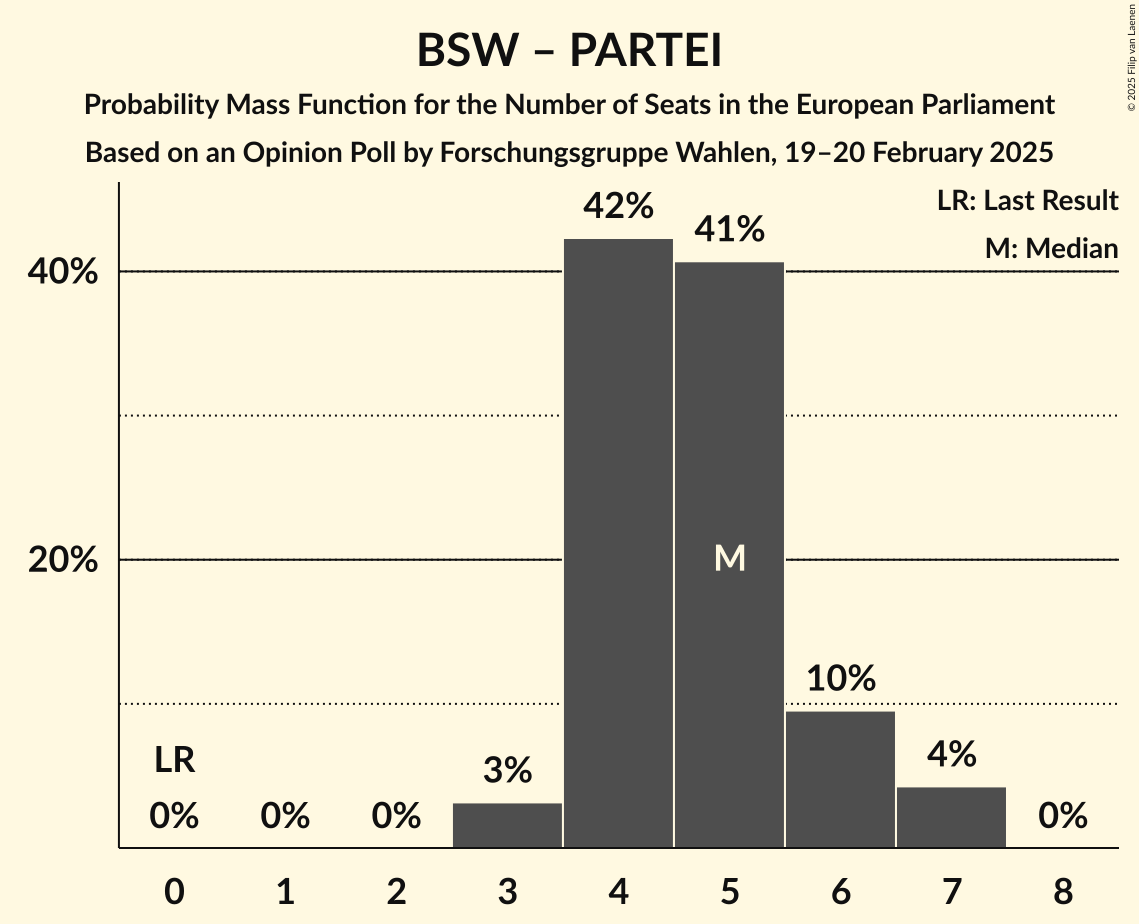 BSW – PARTEI
Probability Mass Function for the Number of Seats in the European Parliament
Based on an Opinion Poll by Forschungsgruppe Wahlen, 19–20 February 2025
© 2025 Filip van Laenen
LR: Last Result
M: Median
40%
20%
LR
0%
0%
0%
3%
42%
41%
M
10%
4%
0%
0
1
2
3
4
5
6
7
8